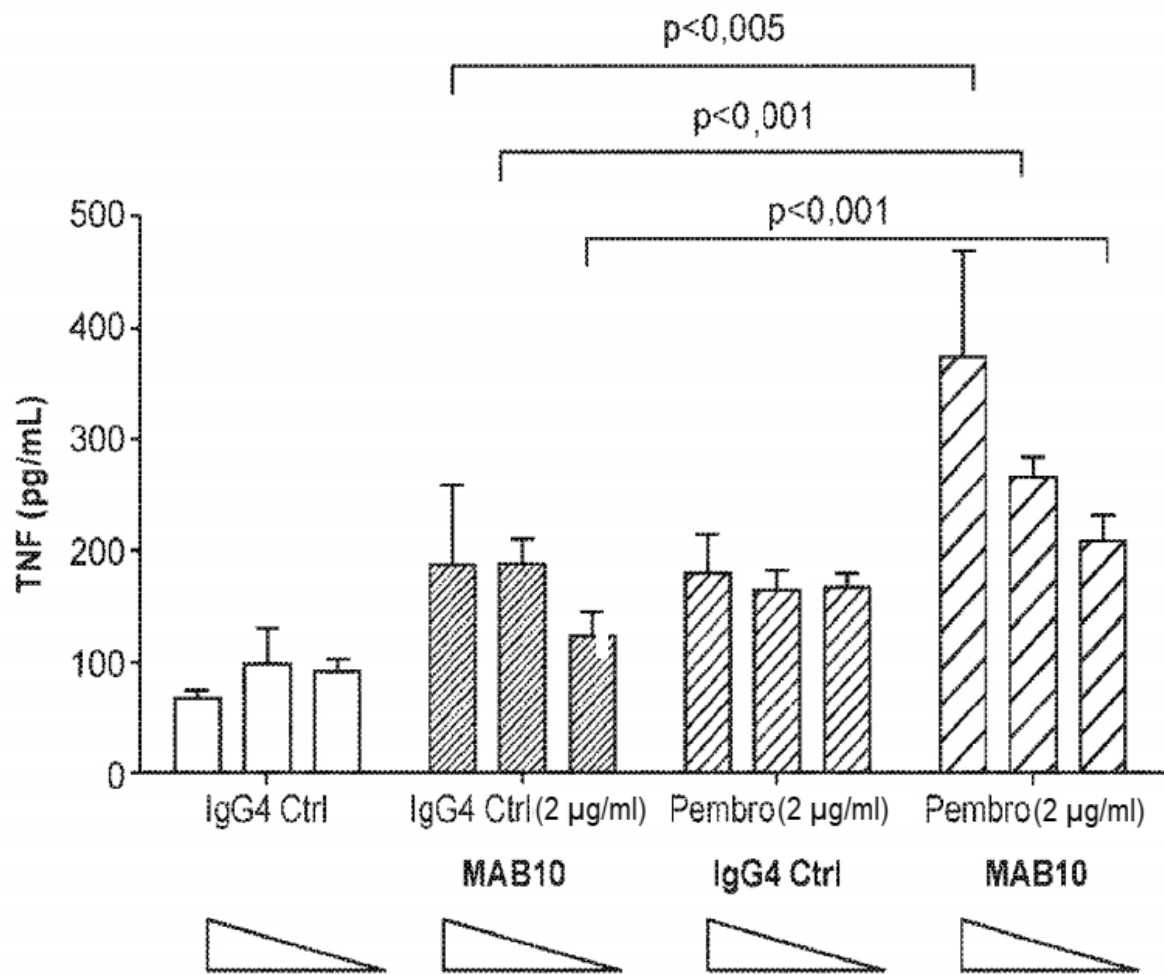 p<0,005
p<0,001
p<0,001
500
400
300
200
100
0
TNF (pg/mL)
IgG4 Ctrl
IgG4 Ctrl (2 µg/ml)
Pembro (2 µg/ml)
Pembro (2 µg/ml)
MAB10
IgG4 Ctrl
MAB10